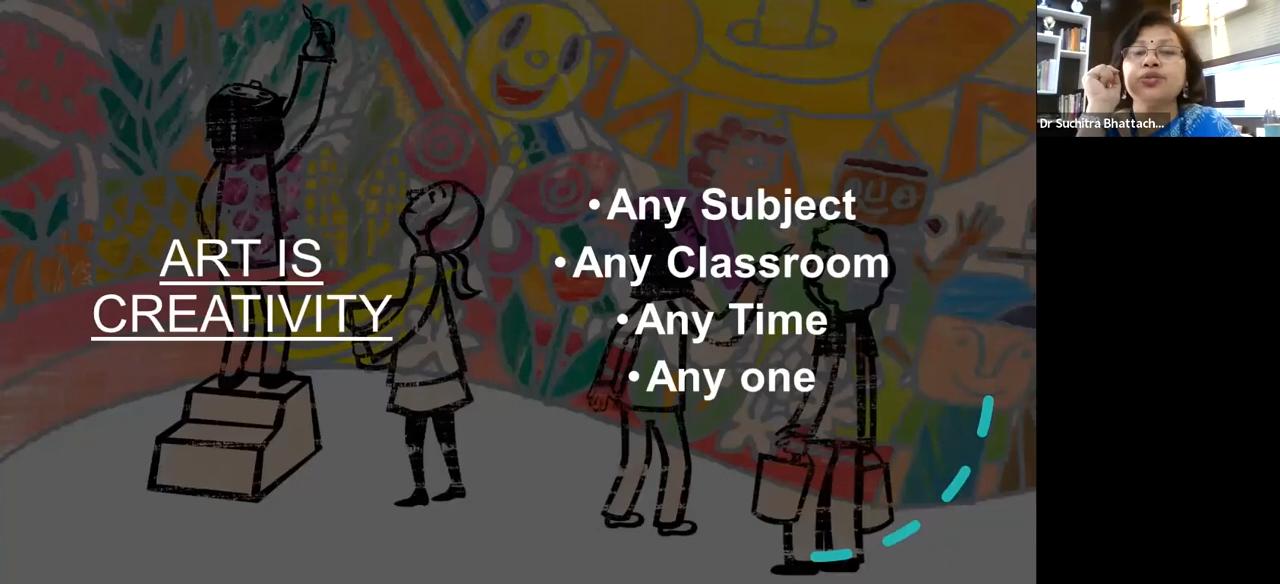 ART IS
CREATIVITY
• Any Subject
• Any Classroom
• Any Time
• Any one
Dr Suchitra Bhattach...